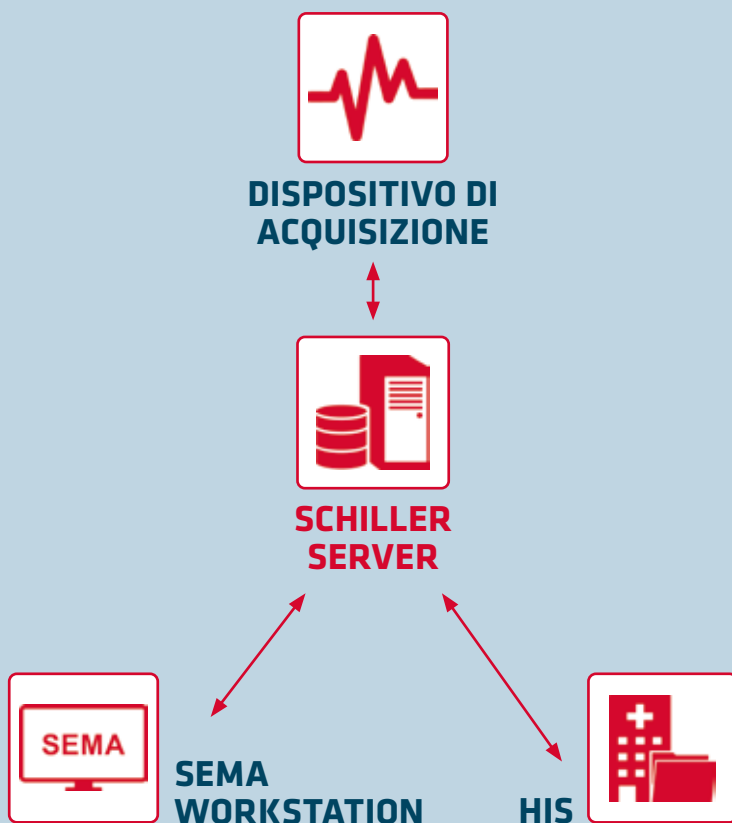 DISPOSITIVO DI
ACQUISIZIONE
SCHILLER
SERVER
SEMA
SEMA
WORKSTATION
HIS